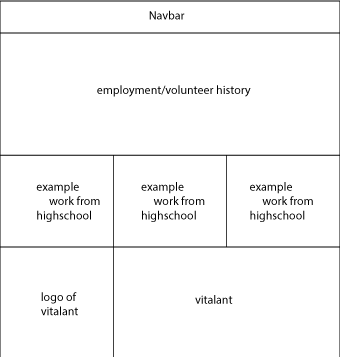 Navbar
employment/volunteer history
example
work from
highschool
example
work from
highschool
example
work from
highschool
logo of
vitalant
vitalant